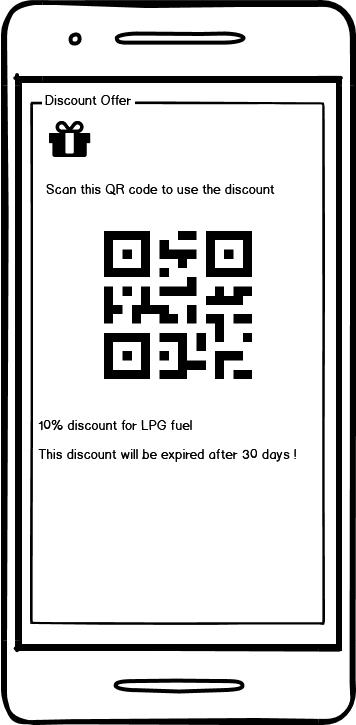 Discount Offer
Scan this QR code to use the discount
10% discount for LPG fuel
This discount will be expired after 30 days !